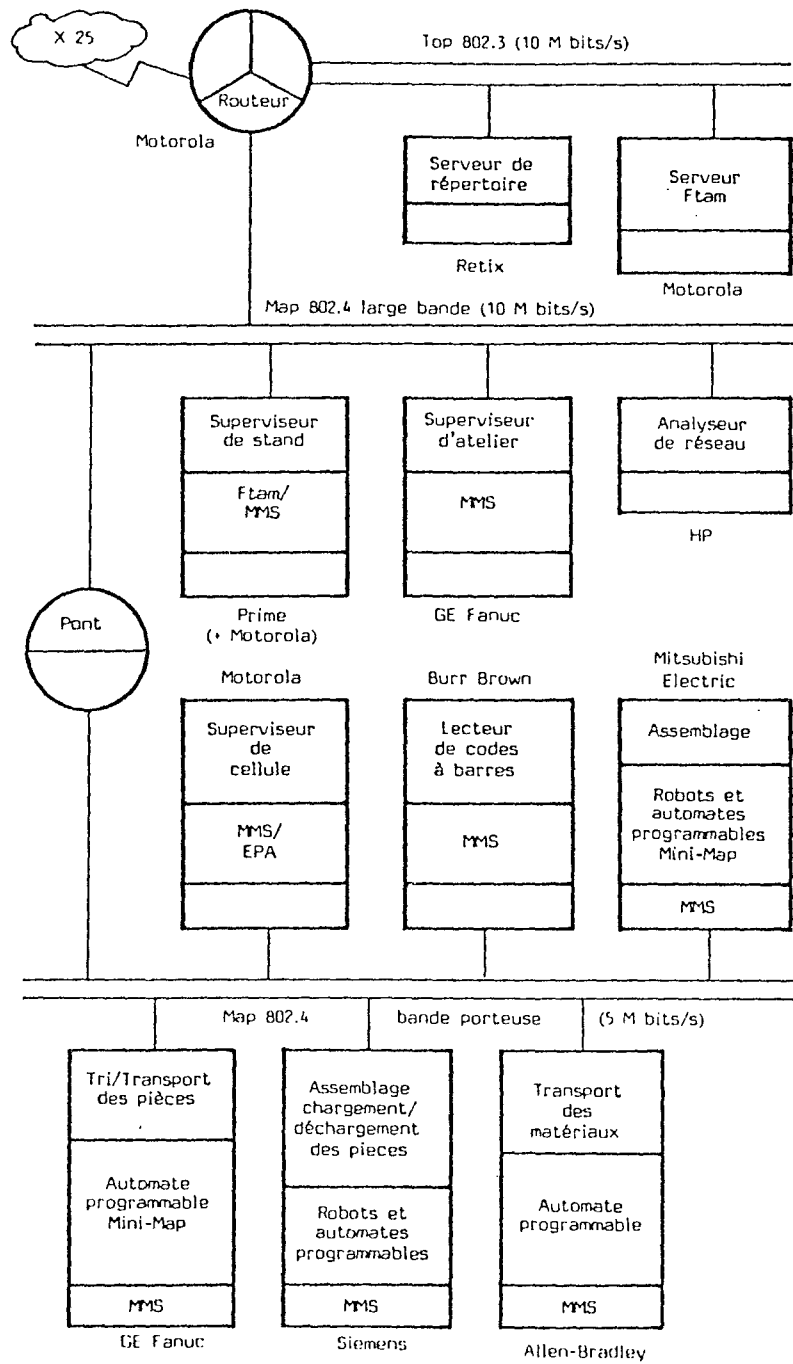 X 25
Top 802.3 (10 M bits/s)
Routeur
Motorola
Serveur de
répertoire
Retix
Serveur
Ftam
Motorola
Map 802.4 large bande (10 M bits/s)
Superviseur
de stand
Ftam/
MMS
Prime
(+ Motorola)
Superviseur
d'atelier
MMS
GE Fanuc
Analyseur
de réseau
HP
Pont
Motorola
Superviseur
de
cellule
MMS/
EPA
Burr Brown
Lecteur
de codes
à barres
MMS
Mitsubishi
Electric
Assemblage
Robots et
automates
programmables
Mini-Map
MMS
Map 802.4 bande porteuse (5 M bits/s)
Tri/Transport
des pièces
Automate
programmable
Mini-Map
MMS
GE Fanuc
Assemblage
chargement/
déchargement
des pieces
Robots et
automates
programmables
MMS
Siemens
Transport
des
matériaux
Automate
programmable
MMS
Allen-Bradley